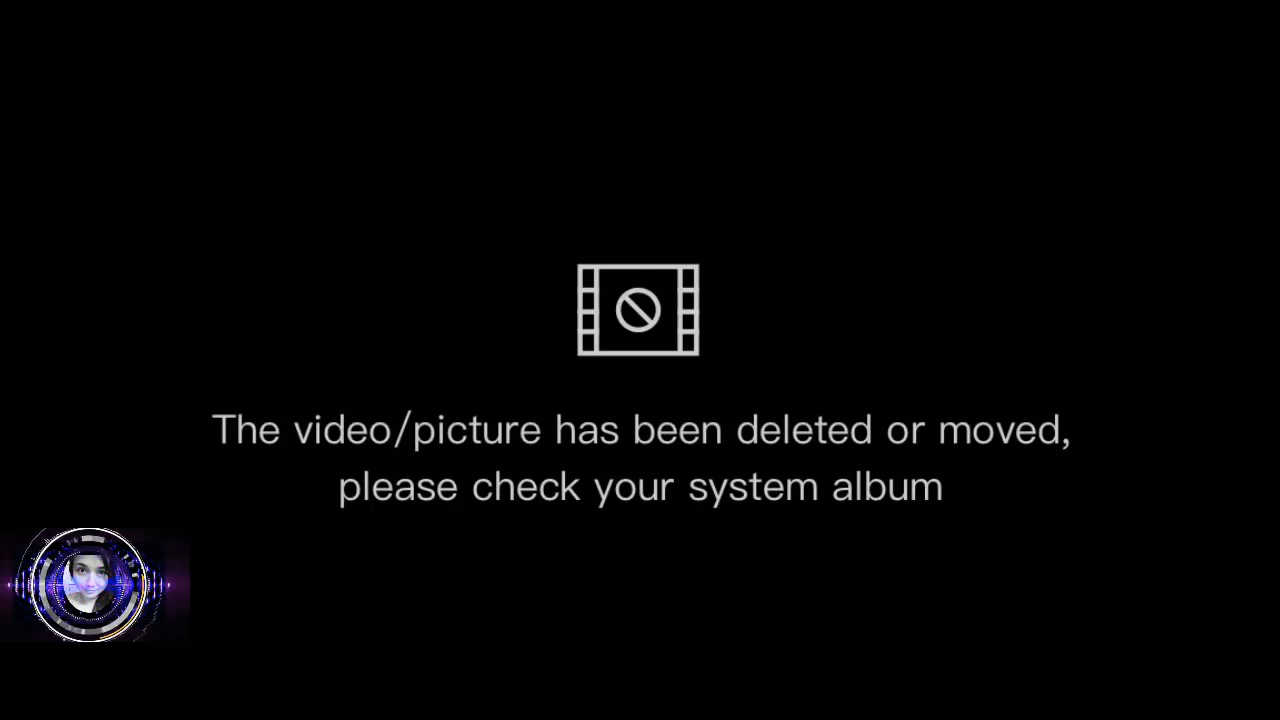 The video/picture has been deleted or moved,
please check your system album